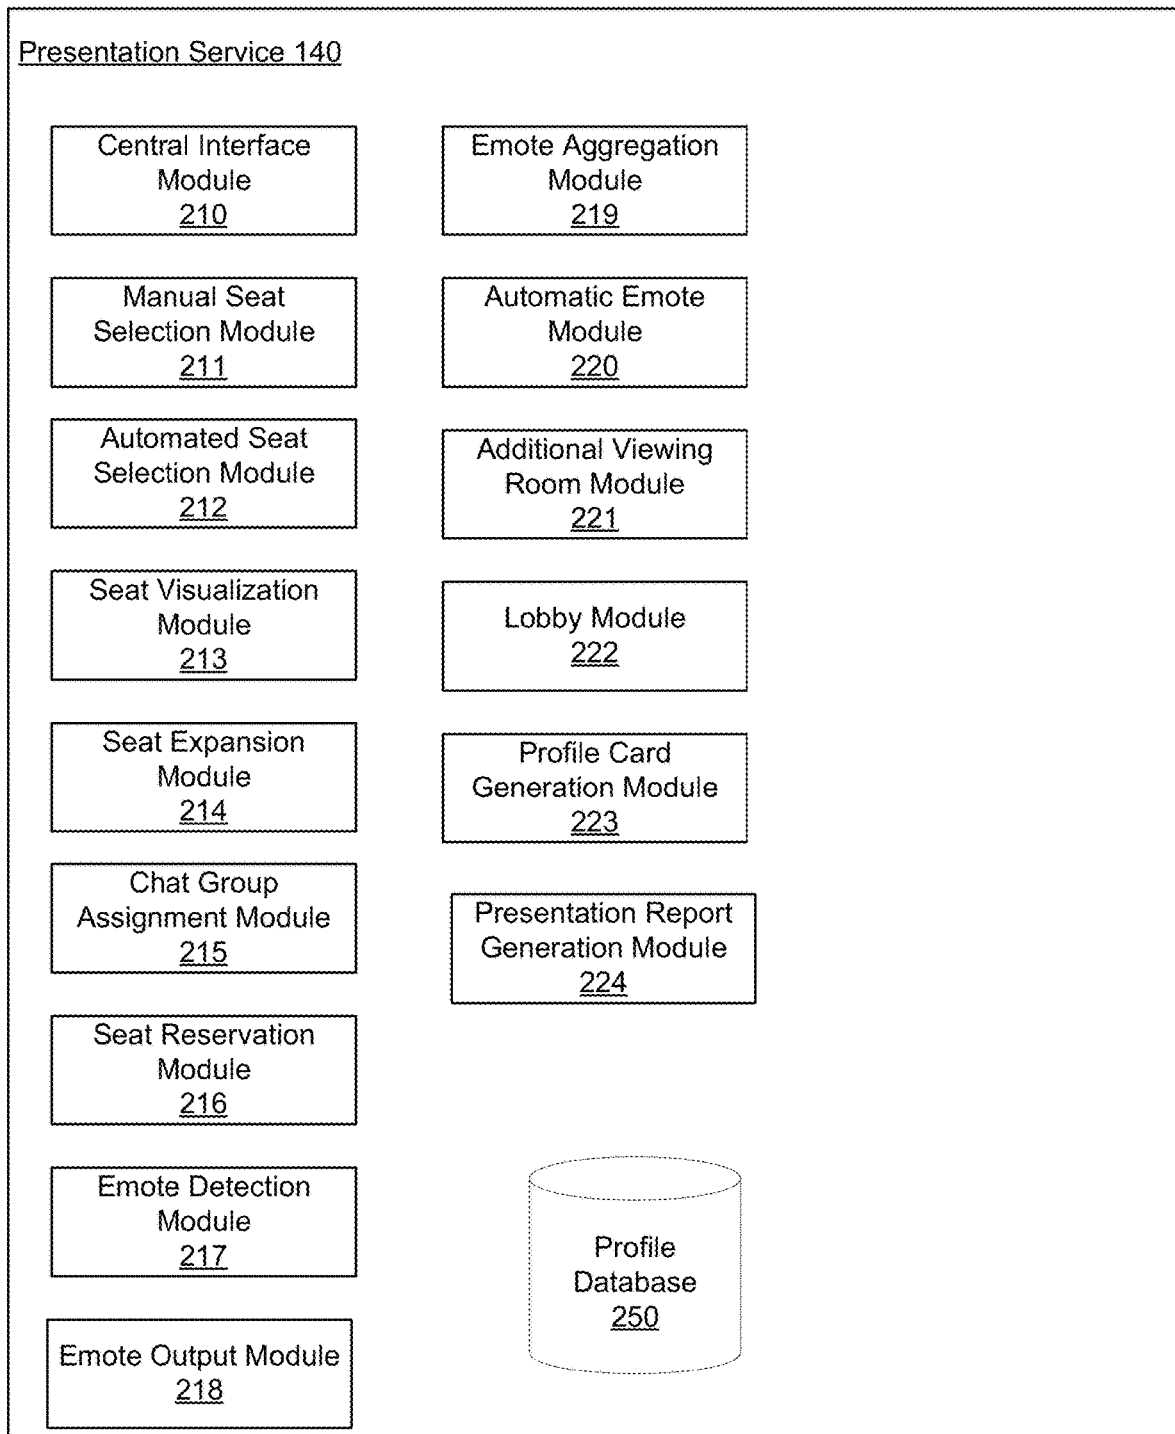 Presentation Service 140
Central Interface
Module
210
Manual Seat
Selection Module
211
Automated Seat
Selection Module
212
Seat Visualization
Module
213
Seat Expansion
Module
214
Chat Group
Assignment Module
215
Seat Reservation
Module
216
Emote Detection
Module
217
Emote Output Module
218
Emote Aggregation
Module
219
Automatic Emote
Module
220
Additional Viewing
Room Module
221
Lobby Module
222
Profile Card
Generation Module
223
Presentation Report
Generation Module
224
Profile
Database
250